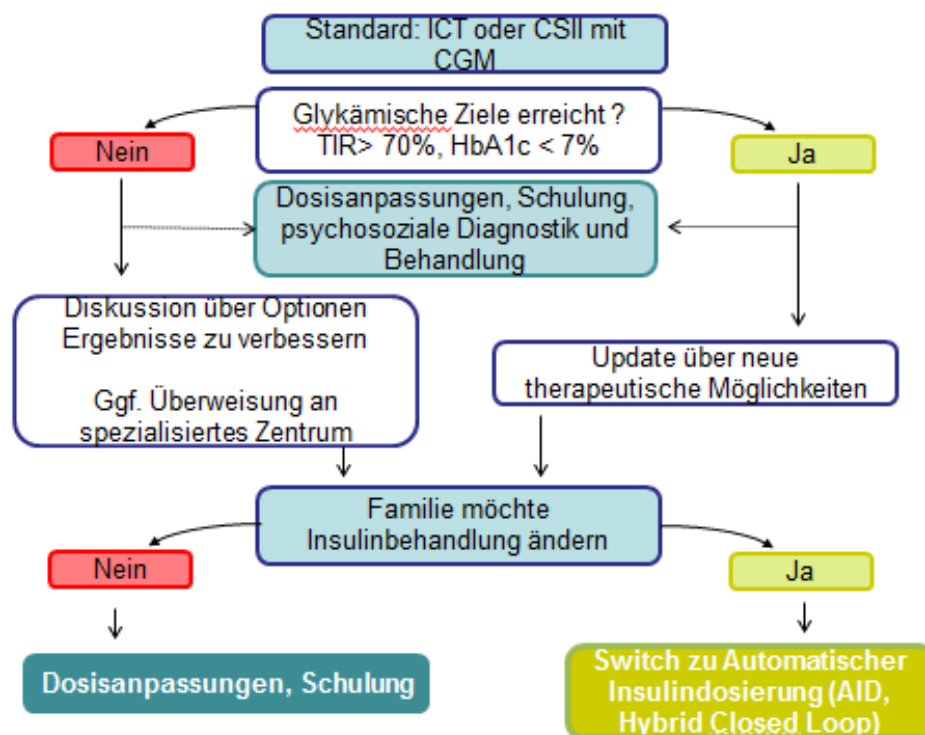 Standard: ICT oder CSII mit
CGM
Glykämische Ziele erreicht ?
TIR> 70%, HbA1c < 7%
Nein
Ja
Dosisanpassungen, Schulung,
psychosoziale Diagnostik und
Behandlung
Diskussion über Optionen
Ergebnisse zu verbessern
Ggf. Überweisung an
spezialisiertes Zentrum
Update über neue
therapeutische Möglichkeiten
Familie möchte
Insulinbehandlung ändern
Nein
Ja
Dosisanpassungen, Schulung
Switch zu Automatischer
Insulindosierung (AID,
Hybrid Closed Loop)